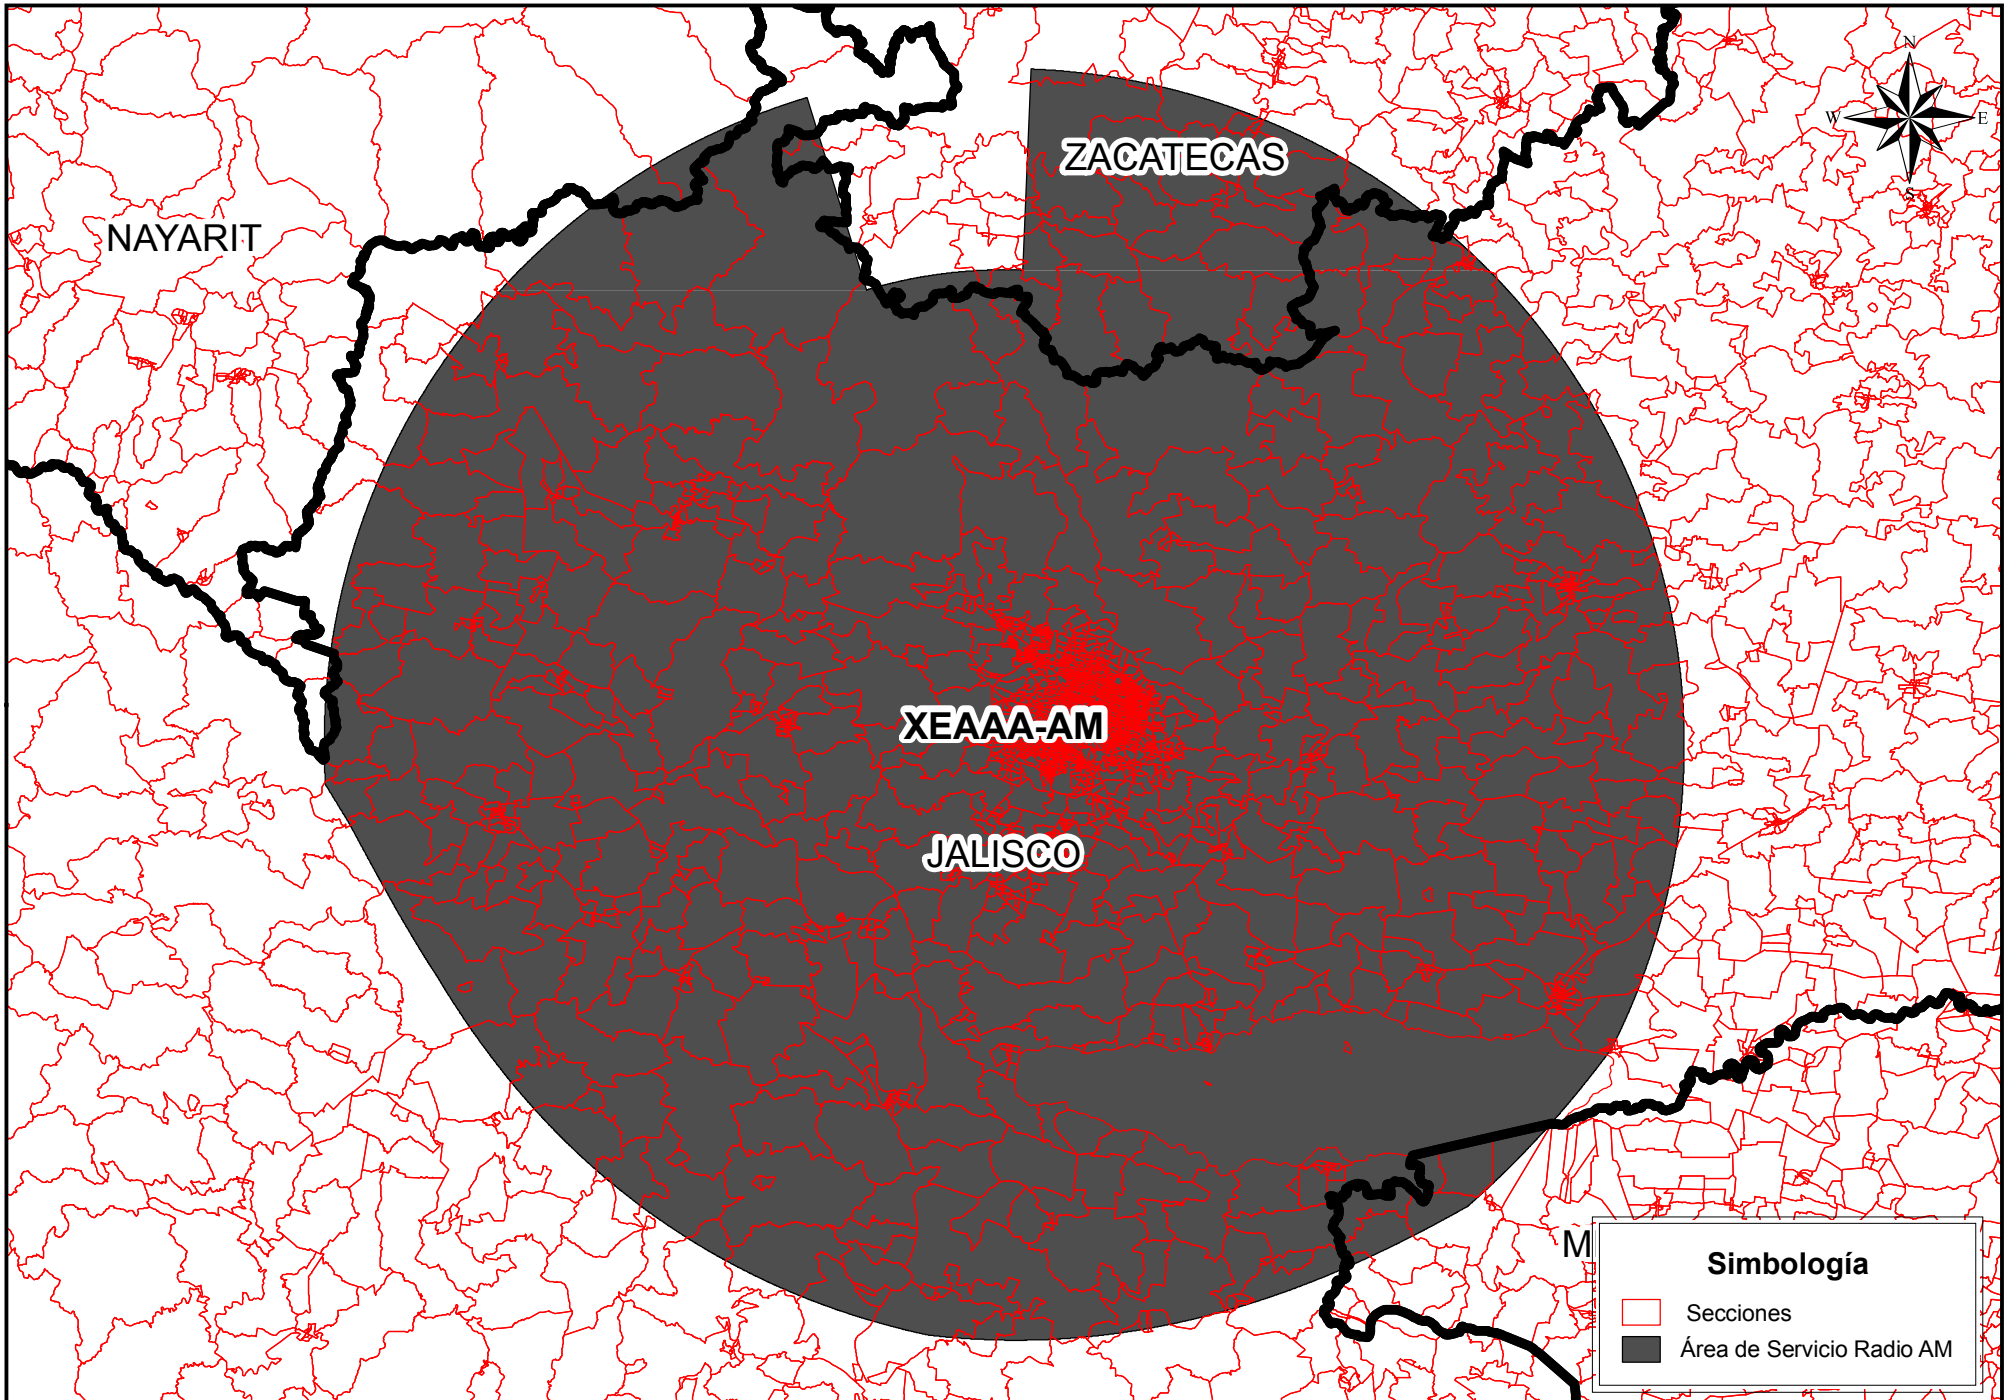 N
W E
S
ZACATECAS
NAYARIT
XEAAA-AM
JALISCO
M
Simbología
Secciones
Área de Servicio Radio AM